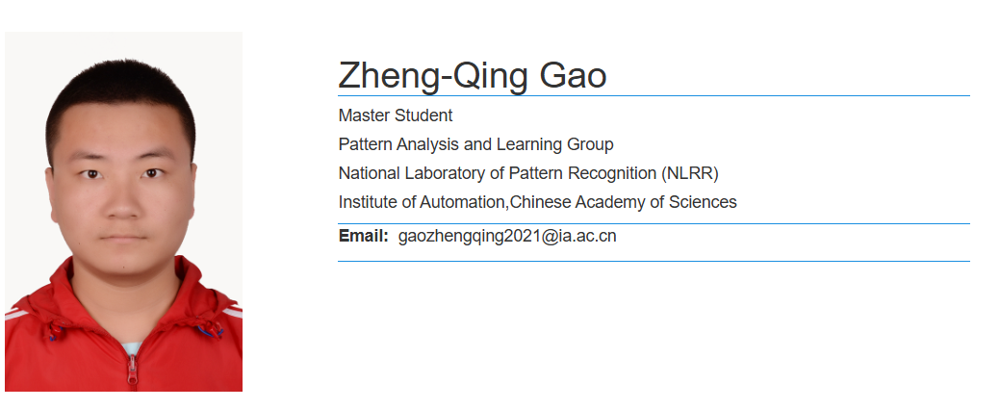 Zheng-Qing Gao
Master Student
Pattern Analysis and Learning Group
National Laboratory of Pattern Recognition (NLRR)
Institute of Automation,Chinese Academy of Sciences
Email: gaozhengqing2021@ia.ac.cn